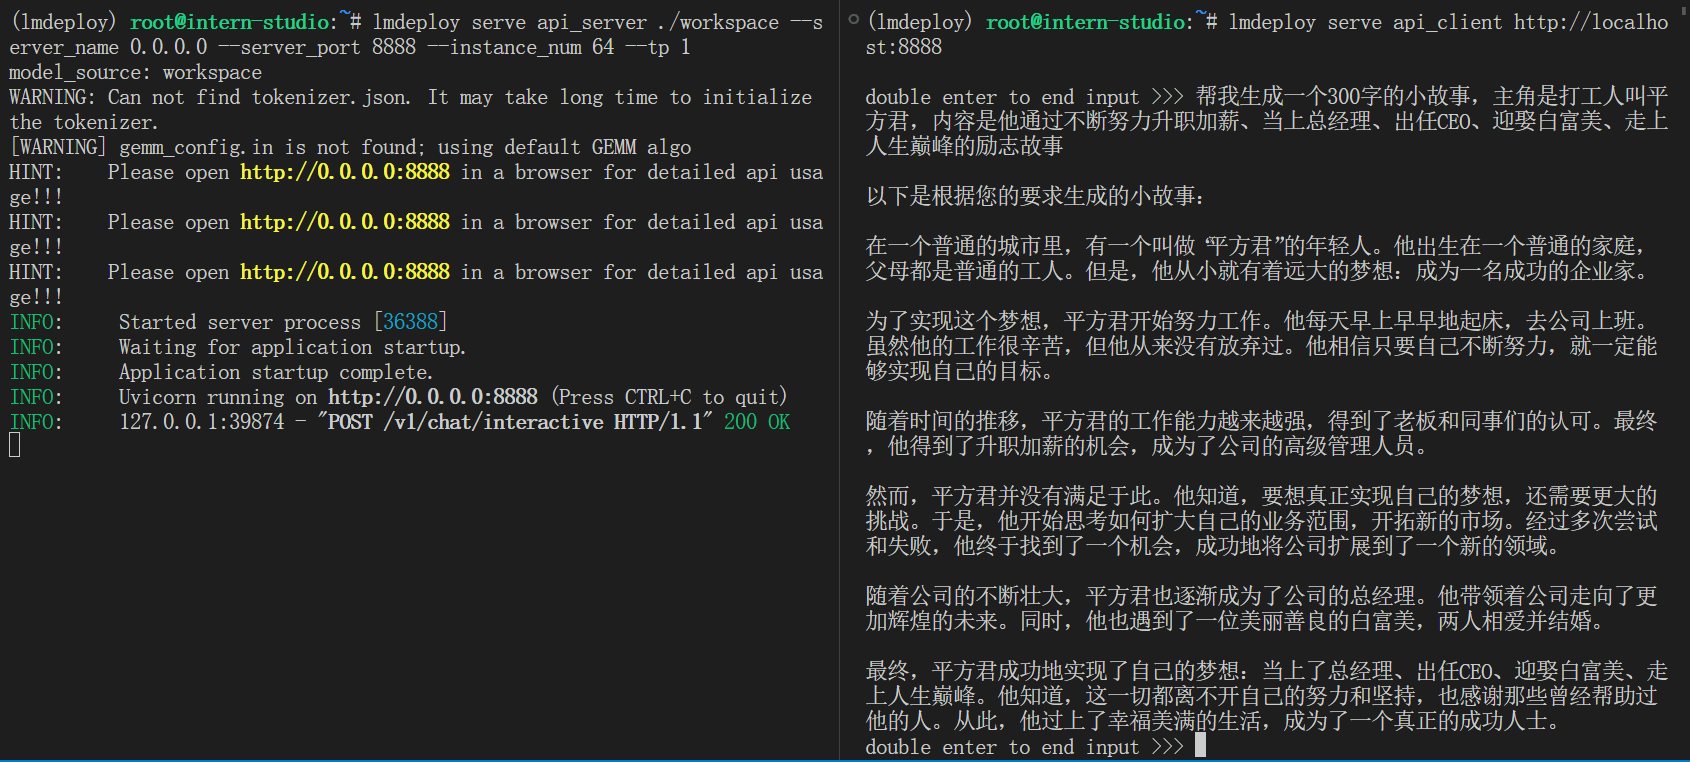 (lmdeploy) root@intern-studio:~# lmdeploy serve api_server ./workspace --s
erver_name 0.0.0.0 --server_port 8888 --instance_num 64 --tp 1
model_source: workspace
WARNING: Can not find tokenizer.json. It may take long time to initialize
the tokenizer.
[WARNING] gemm_config.in is not found; using default GEMM algo
HINT:    Please open http://0.0.0.0:8888 in a browser for detailed api usa
ge!!!
HINT:    Please open http://0.0.0.0:8888 in a browser for detailed api usa
ge!!!
HINT:    Please open http://0.0.0.0:8888 in a browser for detailed api usa
ge!!!
INFO:     Started server process [36388]
INFO:     Waiting for application startup.
INFO:     Application startup complete.
INFO:     Uvicorn running on http://0.0.0.0:8888 (Press CTRL+C to quit)
INFO:     127.0.0.1:39874 - "POST /v1/chat/interactive HTTP/1.1" 200 OK
(lmdeploy) root@intern-studio:~# lmdeploy serve api_client http://localho
st:8888
double enter to end input >>> 帮我生成一个300字的小故事，主角是打工人叫平
方君，内容是他通过不断努力升职加薪、当上总经理、出任CEO、迎娶白富美、走上
人生巅峰的励志故事
以下是根据您的要求生成的小故事：
在一个普通的城市里，有一个叫做“平方君”的年轻人。他出生在一个普通的家庭，
父母都是普通的工人。但是，他从小就有着远大的梦想：成为一名成功的企业家。
为了实现这个梦想，平方君开始努力工作。他每天早上早早地起床，去公司上班。
虽然他的工作很辛苦，但他从来没有放弃过。他相信只要自己不断努力，就一定能
够实现自己的目标。
随着时间的推移，平方君的工作能力越来越强，得到了老板和同事们的认可。最终
，他得到了升职加薪的机会，成为了公司的高级管理人员。
然而，平方君并没有满足于此。他知道，要想真正实现自己的梦想，还需要更大的
挑战。于是，他开始思考如何扩大自己的业务范围，开拓新的市场。经过多次尝试
和失败，他终于找到了一个机会，成功地将公司扩展到了一个新的领域。
随着公司的不断壮大，平方君也逐渐成为了公司的总经理。他带领着公司走向了更
加辉煌的未来。同时，他也遇到了一位美丽善良的白富美，两人相爱并结婚。
最终，平方君成功地实现了自己的梦想：当上了总经理、出任CEO、迎娶白富美、走
上人生巅峰。他知道，这一切都离不开自己的努力和坚持，也感谢那些曾经帮助过
他的人。从此，他过上了幸福美满的生活，成为了一个真正的成功人士。
double enter to end input >>>